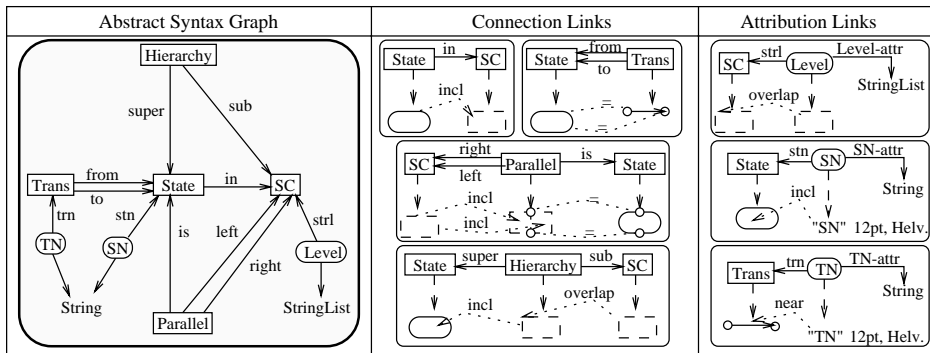 Abstract Syntax Graph
Connection Links
Attribution Links
Hierarchy
super
sub
Trans
from
to
State
in
SC
trn
stn
is
left
right
strl
TN
SN
Level
String
StringList
Parallel
State
in
SC
incl
State
from
to
Trans
=
=
SC
right
left
Parallel
is
State
incl
incl
=
=
State
super
Hierarchy
sub
SC
incl
overlap
SC
strl
Level
Level-attr
StringList
overlap
State
stn
SN
SN-attr
String
incl
"SN" 12pt, Helv.
Trans
trn
TN
TN-attr
String
near
"TN" 12pt, Helv.